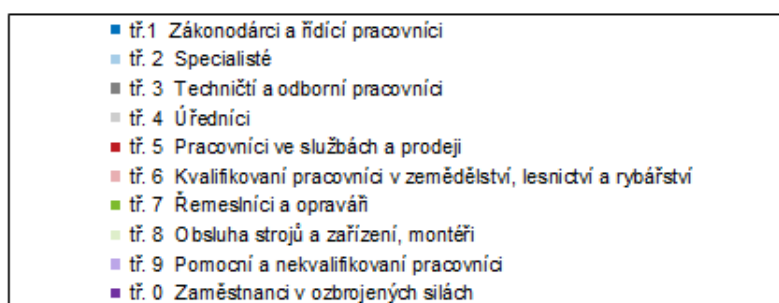 tř.1 Zákonodárci a řídící pracovníci
tř. 2 Specialisté
tř. 3 Techničtí a odborní pracovníci
tř. 4 Úředníci
tř. 5 Pracovníci ve službách a prodeji
tř. 6 Kvalifikovaní pracovníci v zemědělství, lesnictví a rybářství
tř. 7 Řemeslníci a opraváři
tř. 8 Obsluha strojů a zařízení, montéři
tř. 9 Pomocní a nekvalifikovaní pracovníci
tř. 0 Zaměstnanci v ozbrojených silách